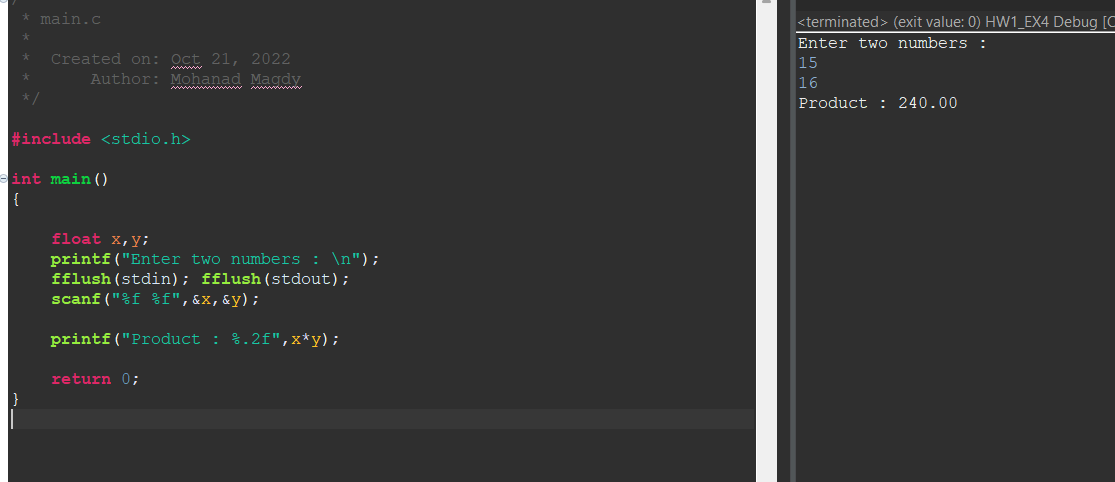 /
* main.c
*
*  Created on: Oct 21, 2022
*      Author: Mohanad Magdy
*/
#include <stdio.h>
int main()
{
float x,y;
printf("Enter two numbers : \n");
fflush(stdin); fflush(stdout);
scanf("%f %f",&x,&y);
printf("Product : %.2f",x*y);
return 0;
}
<terminated> (exit value: 0) HW1_EX4 Debug [C
Enter two numbers :
15
16
Product : 240.00